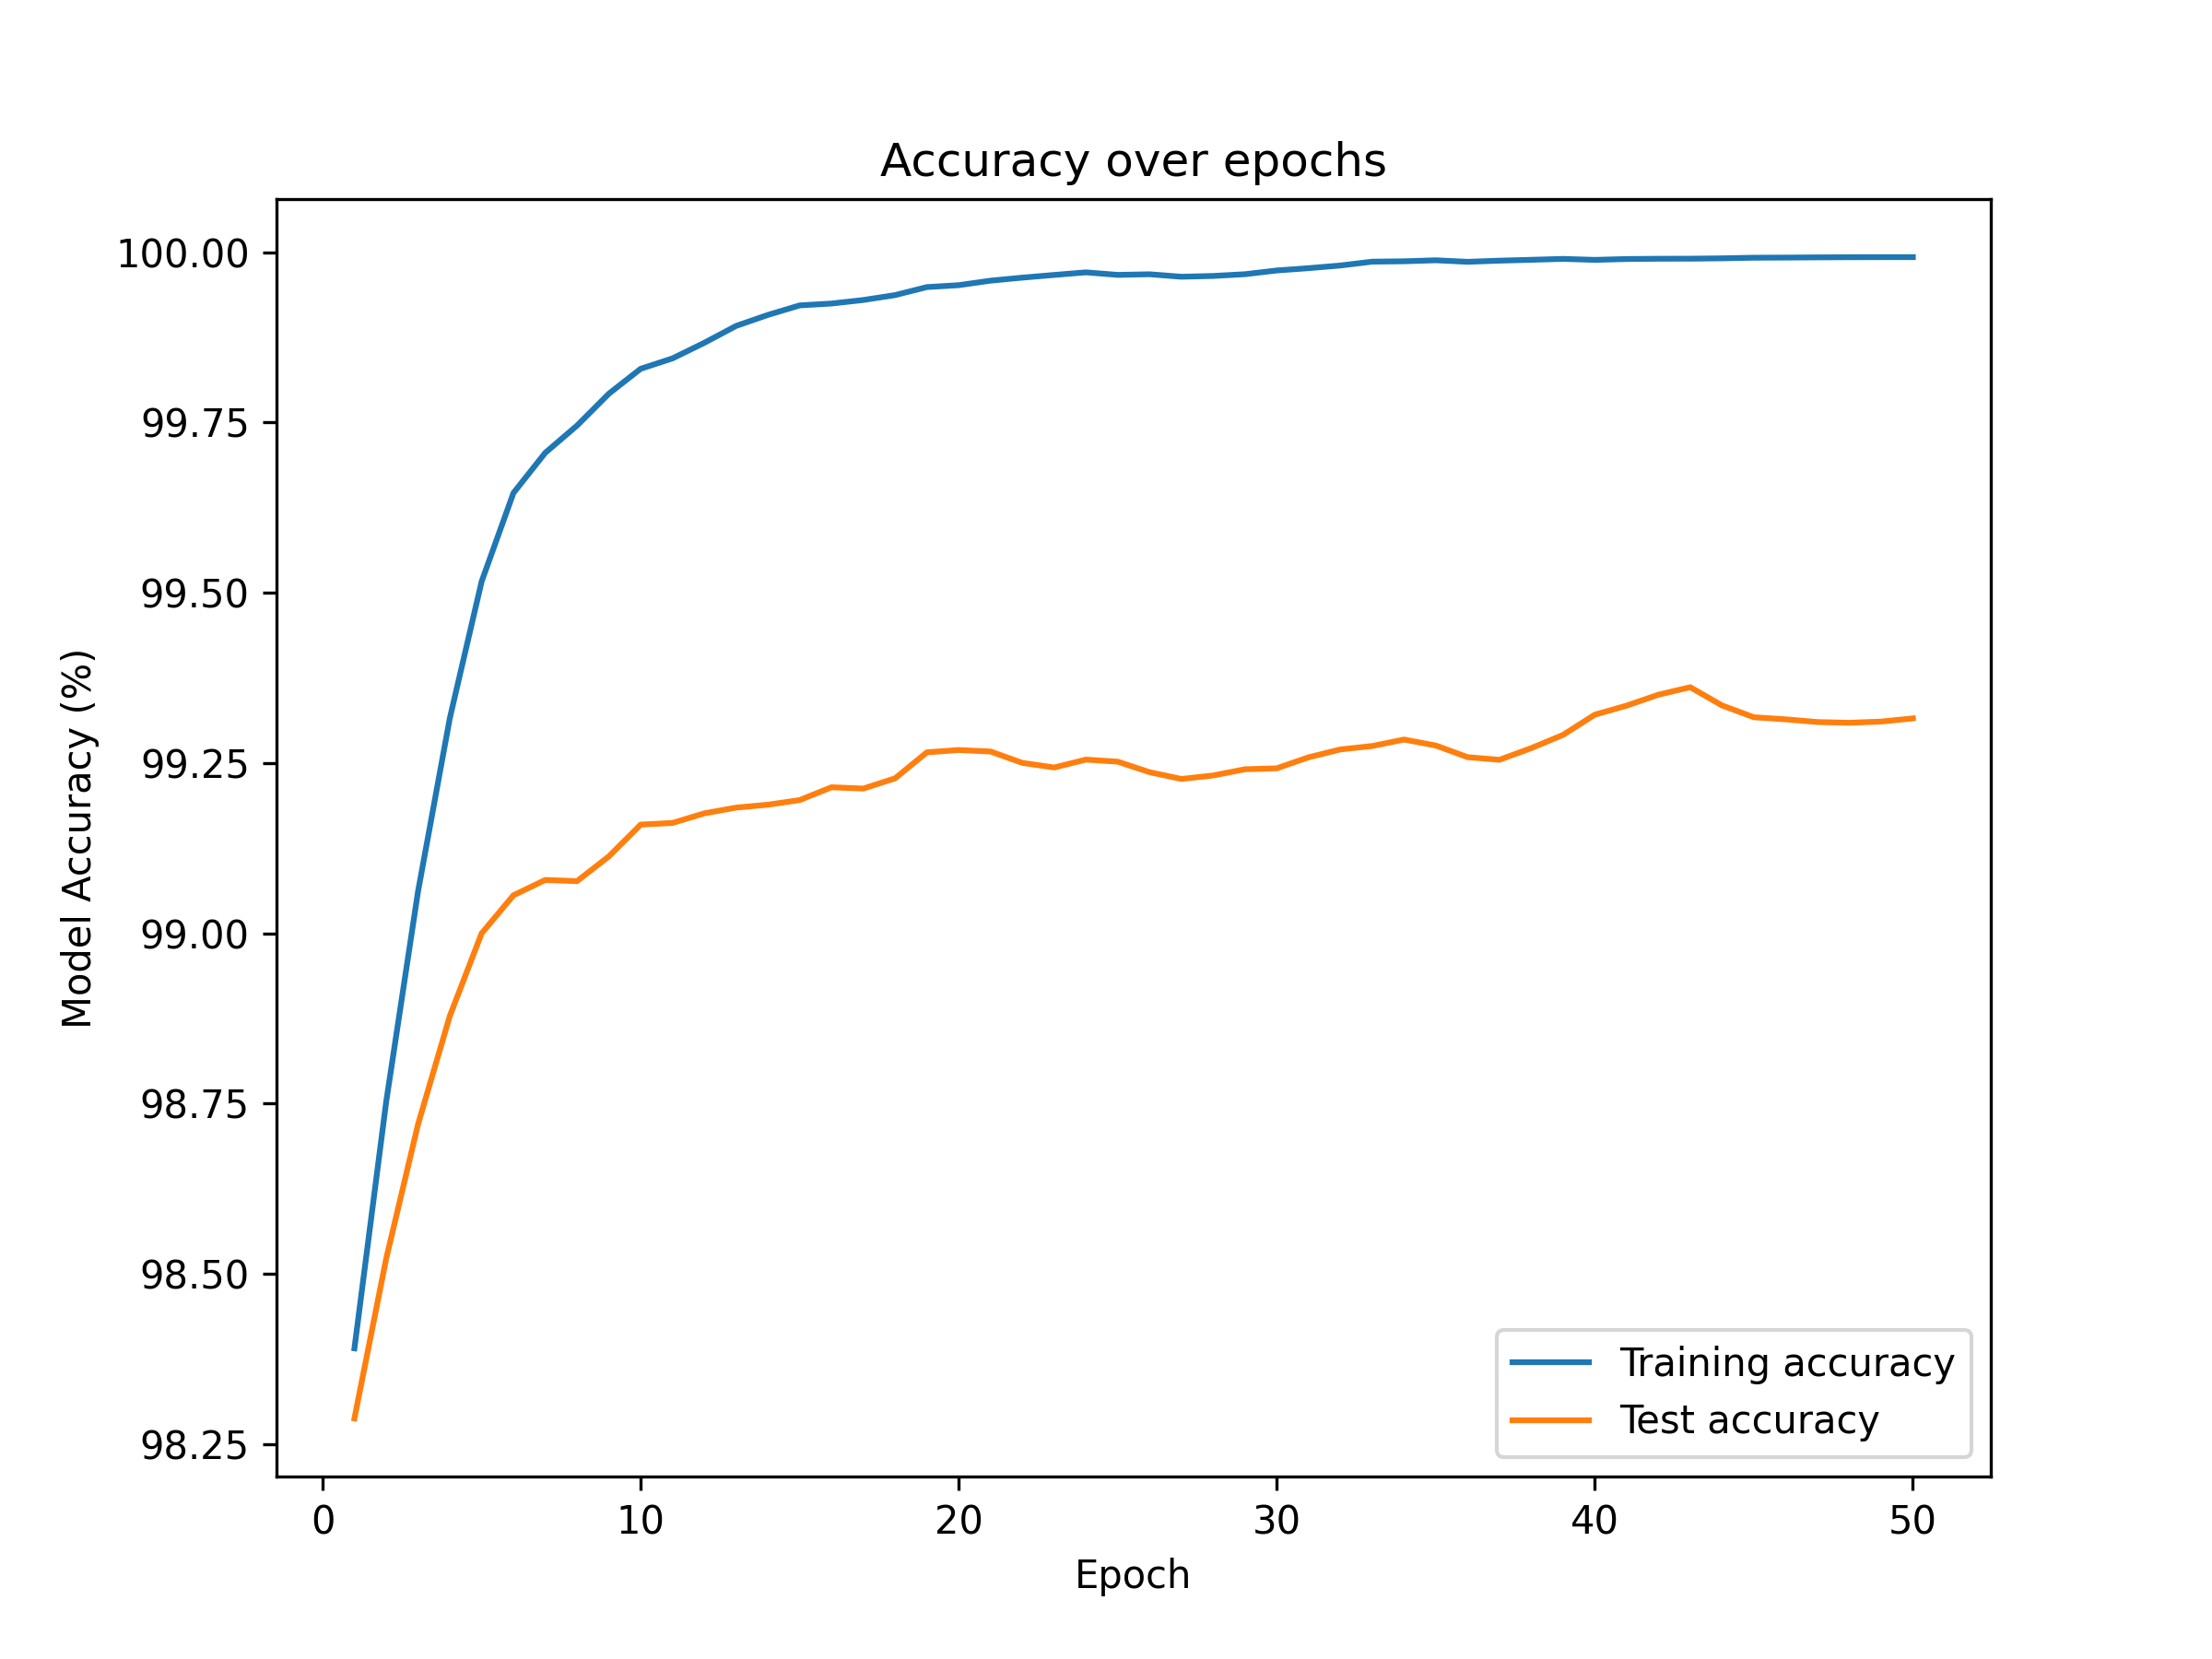 Accuracy over epochs
100.00
99.75
99.50
99.25
99.00
98.75
98.50
98.25
Model Accuracy (%)
Training accuracy
Test accuracy
0 10 20 30 40 50
Epoch